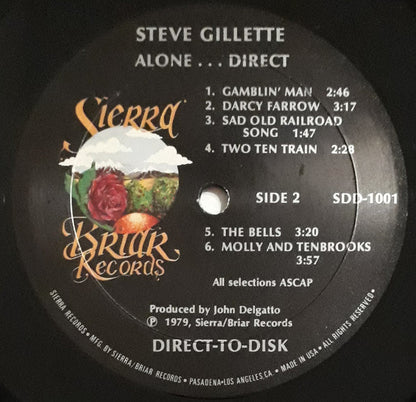 STEVE GILLETTE
ALONE . . . DIRECT
1. GAMBLIN' MAN 2:46
2. DARCY FARROW 3:17
3. SAD OLD RAILROAD
SONG 1:47
4. TWO TEN TRAIN 2:28
Sierra
Briar
Records
SIDE 2 SDD-1001
5. THE BELLS 3:20
6. MOLLY AND TENBROOKS
3:57
All selections ASCAP
Produced by John Delgatto
℗ 1979, Sierra/Briar Records
DIRECT-TO-DISK
SIERRA RECORDS • MFG. BY SIERRA/BRIAR RECORDS • PASADENA•LOS ANGELES,CA. • MADE IN USA • ALL RIGHTS RESERVED•